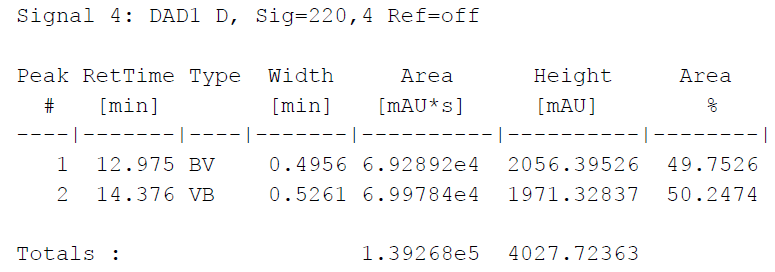 Signal 4: DAD1 D, Sig=220,4 Ref=off
Peak RetTime Type  Width     Area      Height     Area
  #   [min]        [min]   [mAU*s]     [mAU]        %
----|-------|----|-------|----------|----------|--------|
   1  12.975 BV    0.4956 6.92892e4  2056.39526  49.7526
   2  14.376 VB    0.5261 6.99784e4  1971.32837  50.2474
Totals :                  1.39268e5  4027.72363